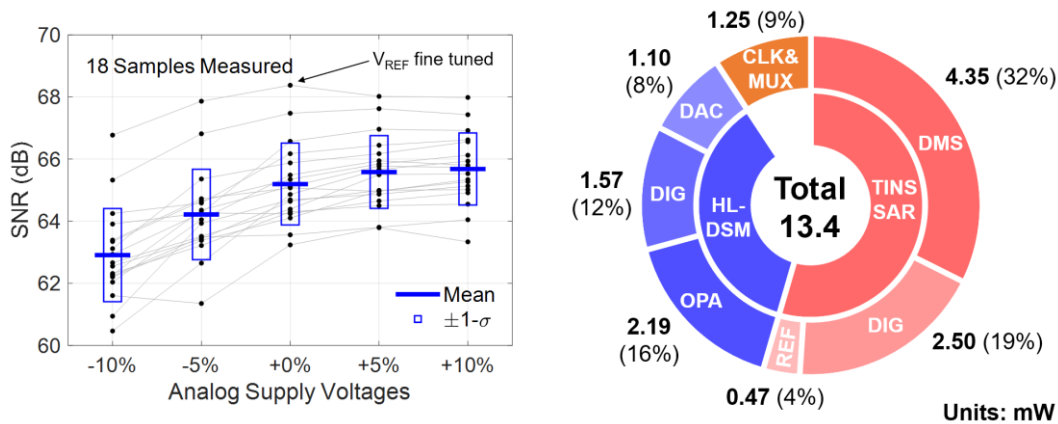 70
68
66
64
62
60
SNR (dB)
18 Samples Measured
V_REF fine tuned
Mean
±1-σ
-10%
-5%
+0%
+5%
+10%
Analog Supply Voltages
1.25 (9%)
1.10
(8%)
1.57
(12%)
2.19
(16%)
0.47 (4%)
2.50 (19%)
4.35 (32%)
CLK&
MUX
DAC
DIG
OPA
REF
DIG
DMS
HL-
DSM
TINS
SAR
Total
13.4
Units: mW